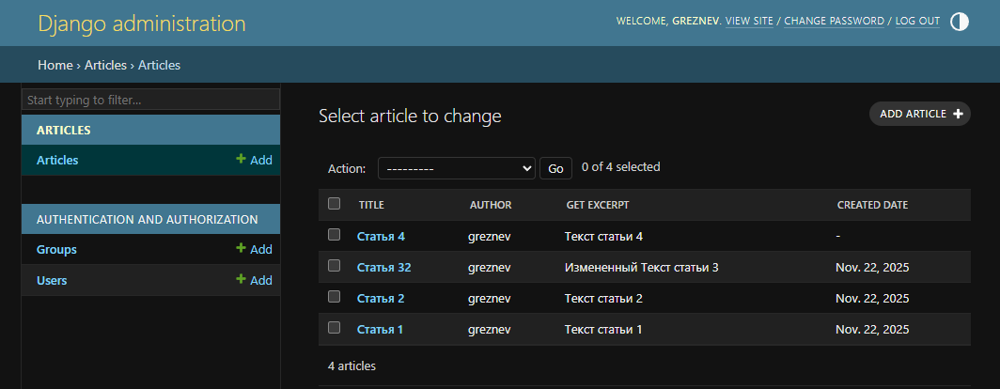 Django administration
WELCOME, GREZNEV. VIEW SITE / CHANGE PASSWORD / LOG OUT
Home › Articles › Articles
Start typing to filter...
ARTICLES
Articles + Add
AUTHENTICATION AND AUTHORIZATION
Groups + Add
Users + Add
Select article to change
ADD ARTICLE +
Action: --------- Go 0 of 4 selected
TITLE AUTHOR GET EXCERPT CREATED DATE
Статья 4 greznev Текст статьи 4 -
Статья 32 greznev Измененный Текст статьи 3 Nov. 22, 2025
Статья 2 greznev Текст статьи 2 Nov. 22, 2025
Статья 1 greznev Текст статьи 1 Nov. 22, 2025
4 articles